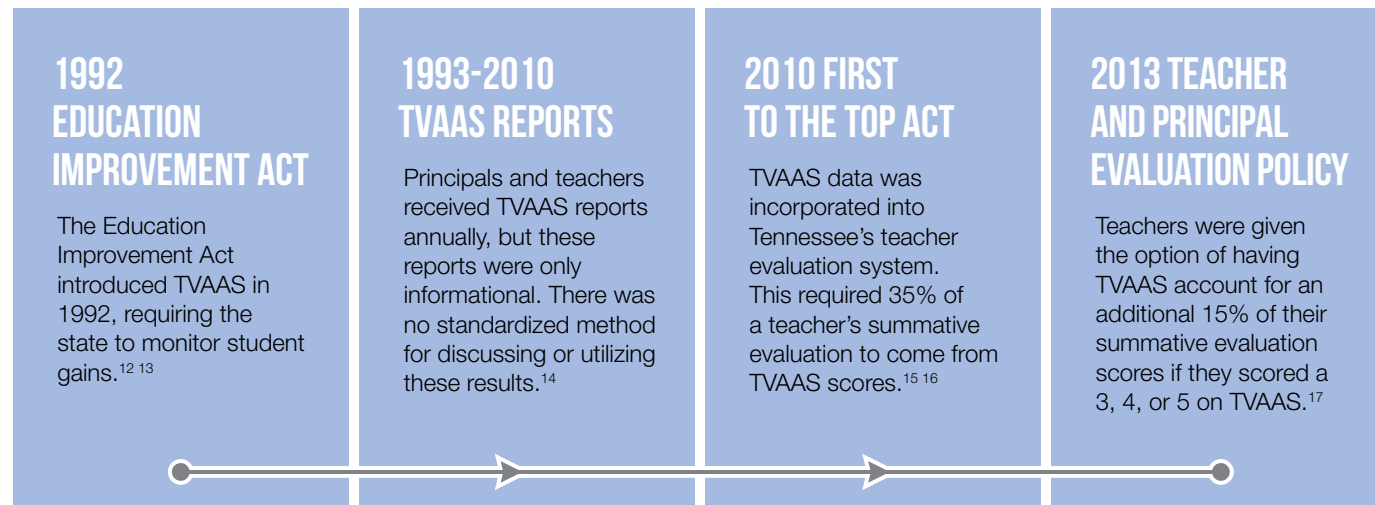 1992
EDUCATION
IMPROVEMENT ACT
The Education
Improvement Act
introduced TVAAS in
1992, requiring the
state to monitor student
gains.12 13
1993-2010
TVAAS REPORTS
Principals and teachers
received TVAAS reports
annually, but these
reports were only
informational. There was
no standardized method
for discussing or utilizing
these results.14
2010 FIRST
TO THE TOP ACT
TVAAS data was
incorporated into
Tennessee’s teacher
evaluation system.
This required 35% of
a teacher’s summative
evaluation to come from
TVAAS scores.15 16
2013 TEACHER
AND PRINCIPAL
EVALUATION POLICY
Teachers were given
the option of having
TVAAS account for an
additional 15% of their
summative evaluation
scores if they scored a
3, 4, or 5 on TVAAS.17